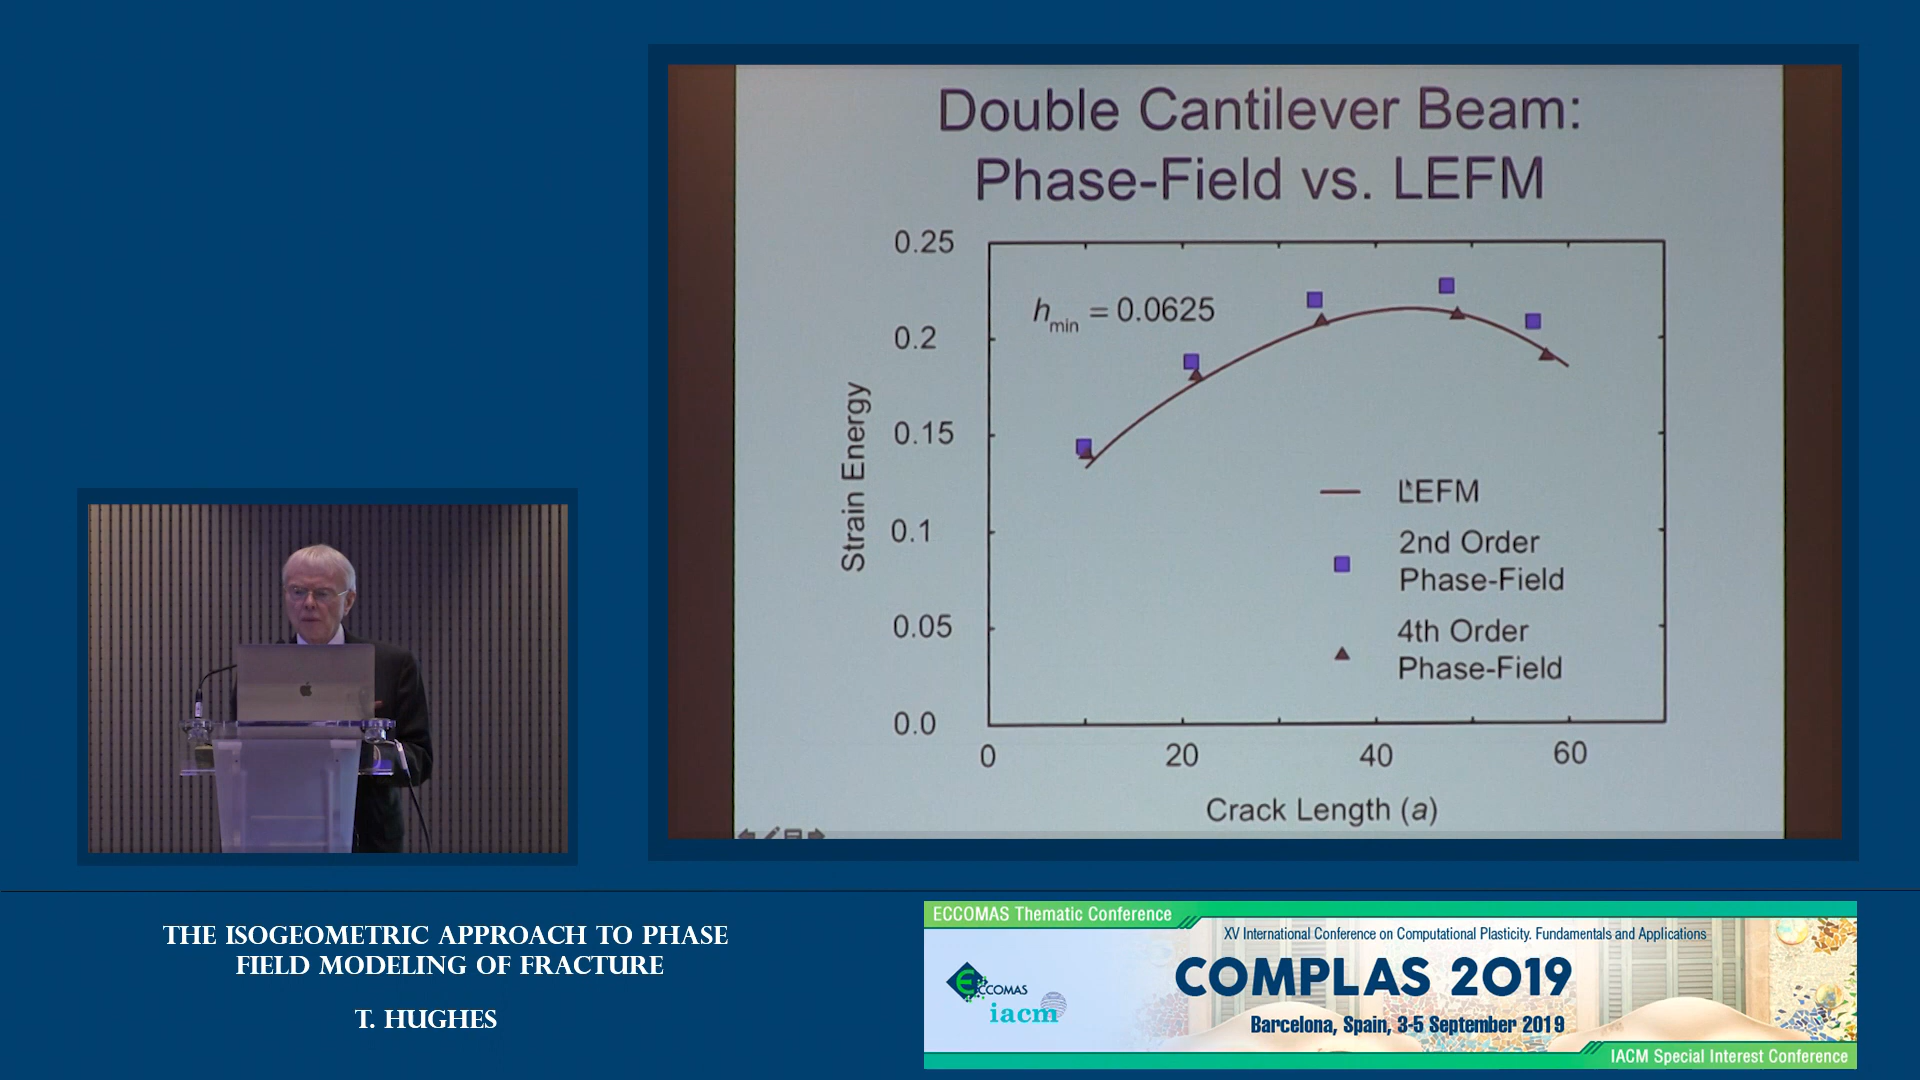 Double Cantilever Beam:
Phase-Field vs. LEFM
0.25
0.2
0.15
0.1
0.05
0.0
Strain Energy
h min = 0.0625
LEFM
2nd Order
Phase-Field
4th Order
Phase-Field
0 20 40 60
Crack Length (a)
THE ISOGEOMETRIC APPROACH TO PHASE
FIELD MODELING OF FRACTURE
T. HUGHES
ECCOMAS Thematic Conference
XV International Conference on Computational Plasticity. Fundamentals and Applications
COMPLAS 2019
ECCOMAS
iacm
Barcelona, Spain, 3-5 September 2019
IACM Special Interest Conference